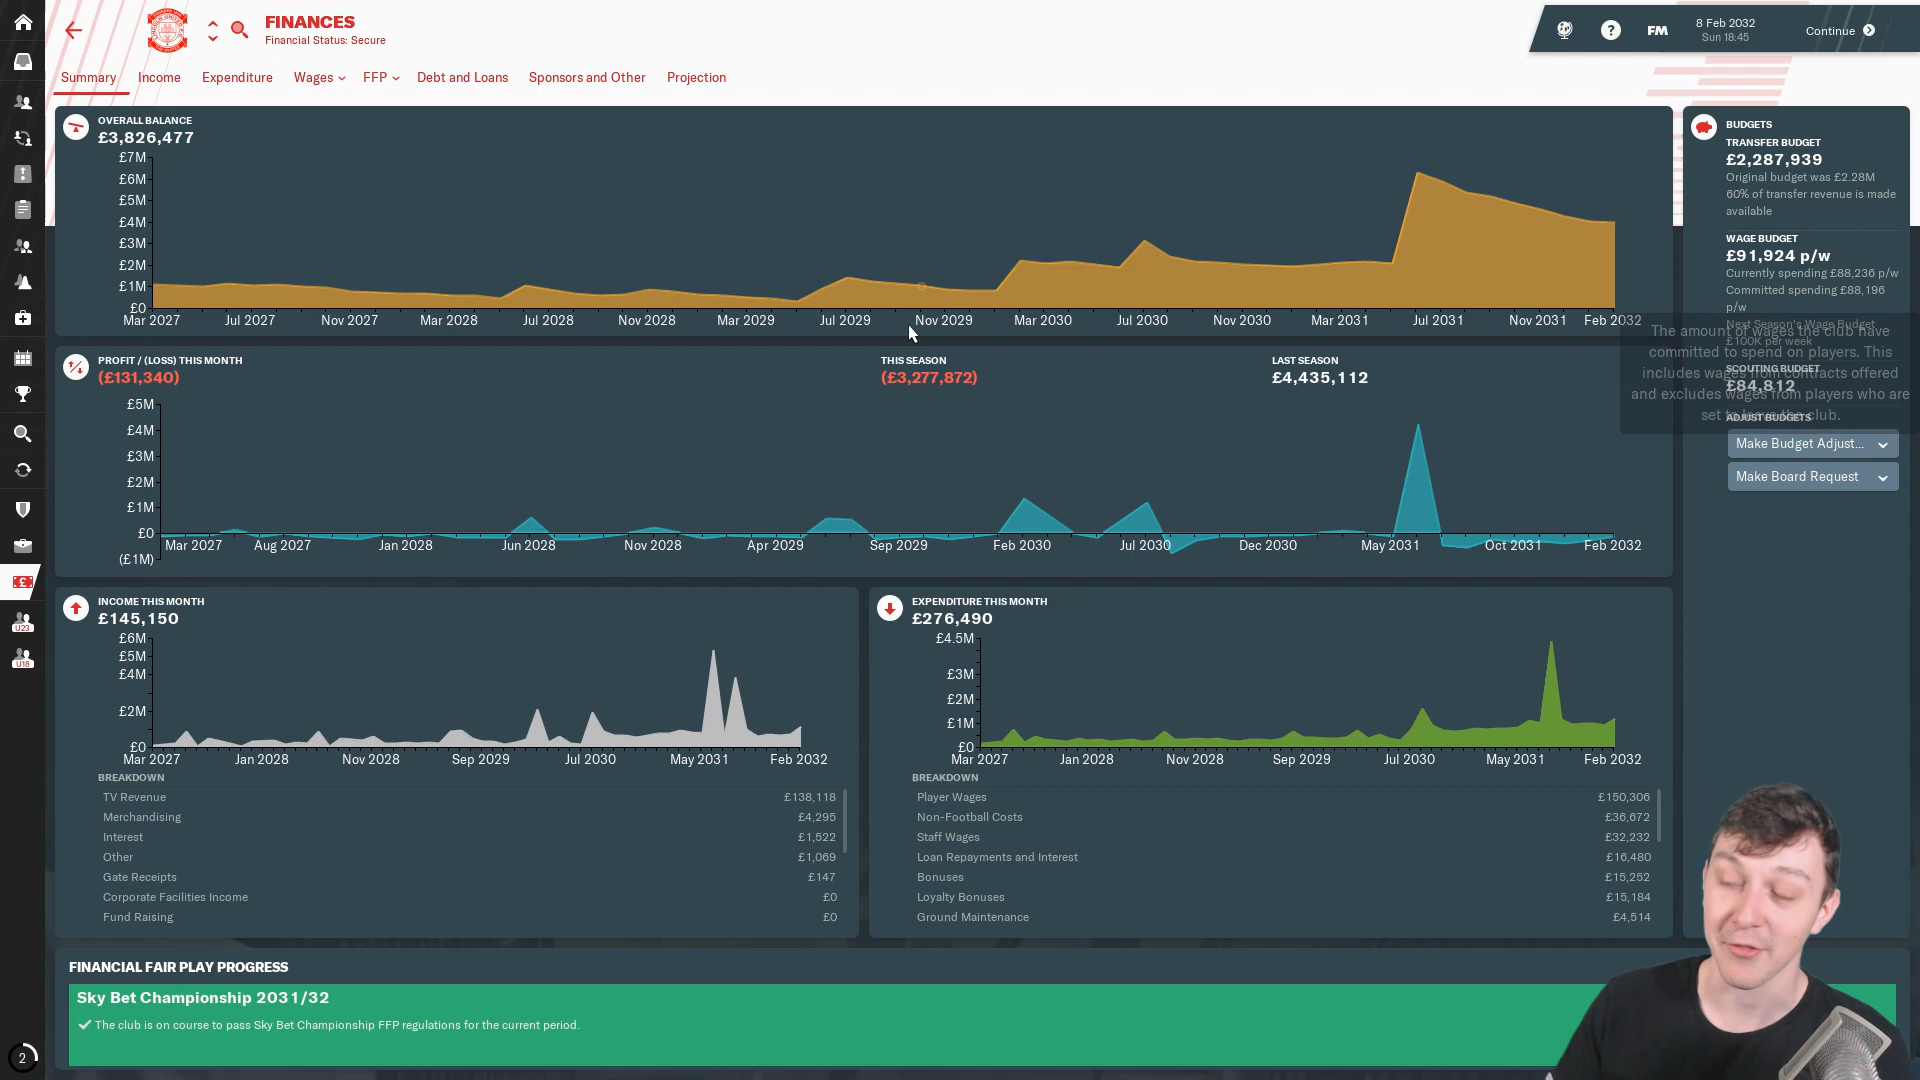 FINANCES
Financial Status: Secure
8 Feb 2032
Sun 18:45
FM
?
Continue
Summary
Income
Expenditure
Wages
FFP
Debt and Loans
Sponsors and Other
Projection
OVERALL BALANCE
£3,826,477
£7M
£6M
£5M
£4M
£3M
£2M
£1M
£0
Mar 2027 Jul 2027 Nov 2027 Mar 2028 Jul 2028 Nov 2028 Mar 2029 Jul 2029 Nov 2029 Mar 2030 Jul 2030 Nov 2030 Mar 2031 Jul 2031 Nov 2031 Feb 2032
BUDGETS
TRANSFER BUDGET
£2,287,939
Original budget was £2.28M
60% of transfer revenue is made
available
WAGE BUDGET
£91,924 p/w
Currently spending £88,236 p/w
Committed spending £88,196
p/w
Next Season's Wage Budget
£100K per week
SCOUTING BUDGET
£84,812
ADJUST BUDGETS
Make Budget Adjust...
Make Board Request
The amount of wages the club have
committed to spend on players. This
includes wages from contracts offered
and excludes wages from players who are
set to leave the club.
PROFIT / (LOSS) THIS MONTH
(£131,340)
THIS SEASON
(£3,277,872)
LAST SEASON
£4,435,112
£5M
£4M
£3M
£2M
£1M
£0
(£1M)
Mar 2027 Aug 2027 Jan 2028 Jun 2028 Nov 2028 Apr 2029 Sep 2029 Feb 2030 Jul 2030 Dec 2030 May 2031 Oct 2031 Feb 2032
INCOME THIS MONTH
£145,150
£6M
£5M
£4M
£2M
£0
Mar 2027 Jan 2028 Nov 2028 Sep 2029 Jul 2030 May 2031 Feb 2032
BREAKDOWN
TV Revenue £138,118
Merchandising £4,295
Interest £1,522
Other £1,069
Gate Receipts £147
Corporate Facilities Income £0
Fund Raising £0
EXPENDITURE THIS MONTH
£276,490
£4.5M
£3M
£2M
£1M
£0
Mar 2027 Jan 2028 Nov 2028 Sep 2029 Jul 2030 May 2031 Feb 2032
BREAKDOWN
Player Wages £150,306
Non-Football Costs £36,672
Staff Wages £32,232
Loan Repayments and Interest £16,480
Bonuses £15,252
Loyalty Bonuses £15,184
Ground Maintenance £4,514
FINANCIAL FAIR PLAY PROGRESS
Sky Bet Championship 2031/32
The club is on course to pass Sky Bet Championship FFP regulations for the current period.
U23
U18
2